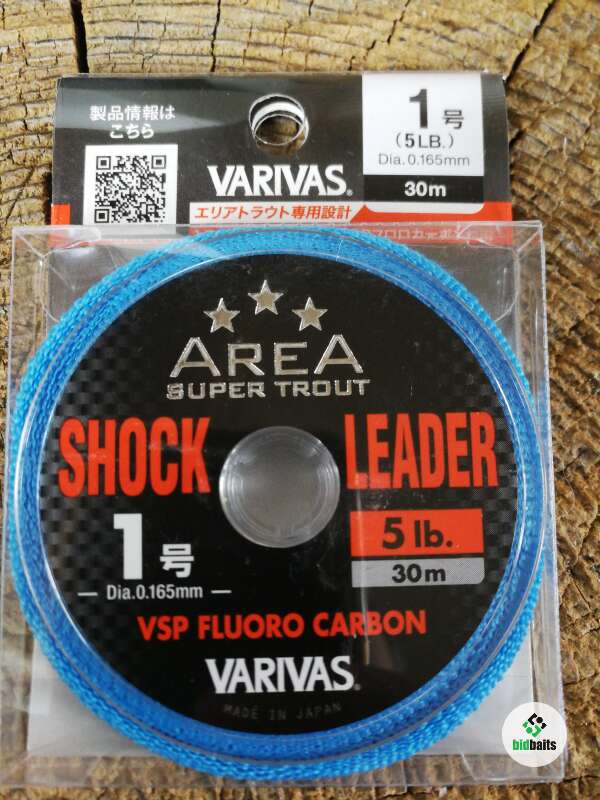 製品情報は
こちら
VARIVAS®
エリアトラウト専用設計
1号
(5LB.)
Dia.0.165mm
30m
AREA
SUPER TROUT
SHOCK LEADER
1号
Dia.0.165mm
5 lb.
30m
VSP FLUORO CARBON
VARIVAS®
MADE IN JAPAN
bidbaits